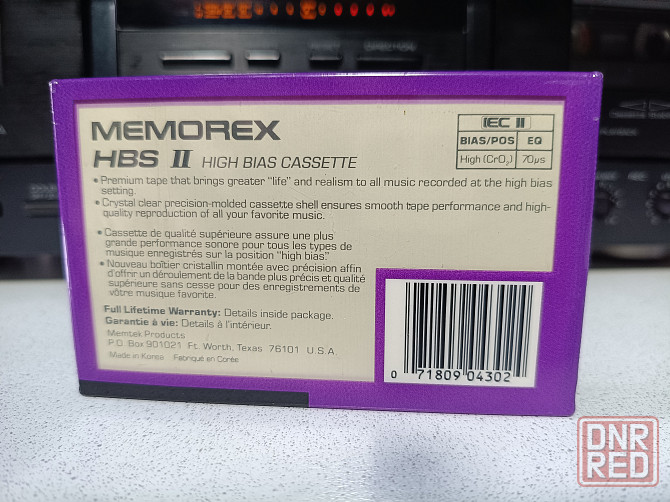 MEMOREX
HBS II HIGH BIAS CASSETTE
IEC II
BIAS/POS EQ
High (CrO₂) 70µs
• Premium tape that brings greater "life" and realism to all music recorded at the high bias
setting.
• Crystal clear precision-molded cassette shell ensures smooth tape performance and high-
quality reproduction of all your favorite music.
• Cassette de qualité supérieure assure une plus
grande performance sonore pour tous les types de
musique enregistrés sur la position "high bias"
• Nouveau boîtier cristallin montée avec précision affin
d'offrir un déroulement de la bande plus précis et qualité
supérieure sans cesse pour des enregistrements de
vôtre musique favorite.
Full Lifetime Warranty: Details inside package.
Garantie à vie: Détails à l'intérieur.
Memtek Products
P.O. Box 901021 Ft. Worth, Texas 76101 U.S.A.
Made in Korea Fabriqué en Corée
0 71809 04302
DNR
RED